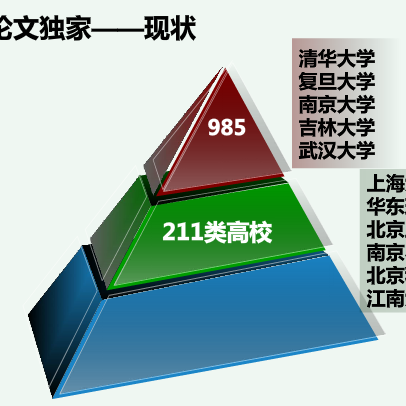 论文独家——现状
清华大学
复旦大学
南京大学
吉林大学
武汉大学
985
上海
华东
211类高校
北京
南京
北京
江南